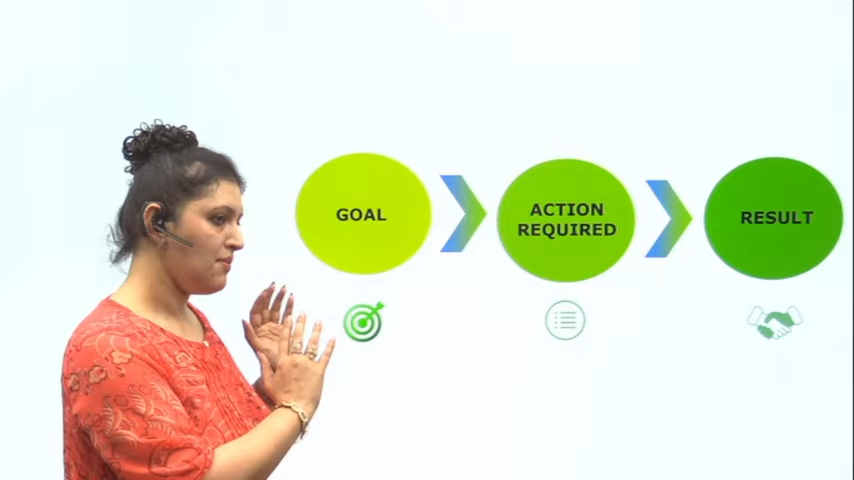 GOAL
ACTION
REQUIRED
RESULT